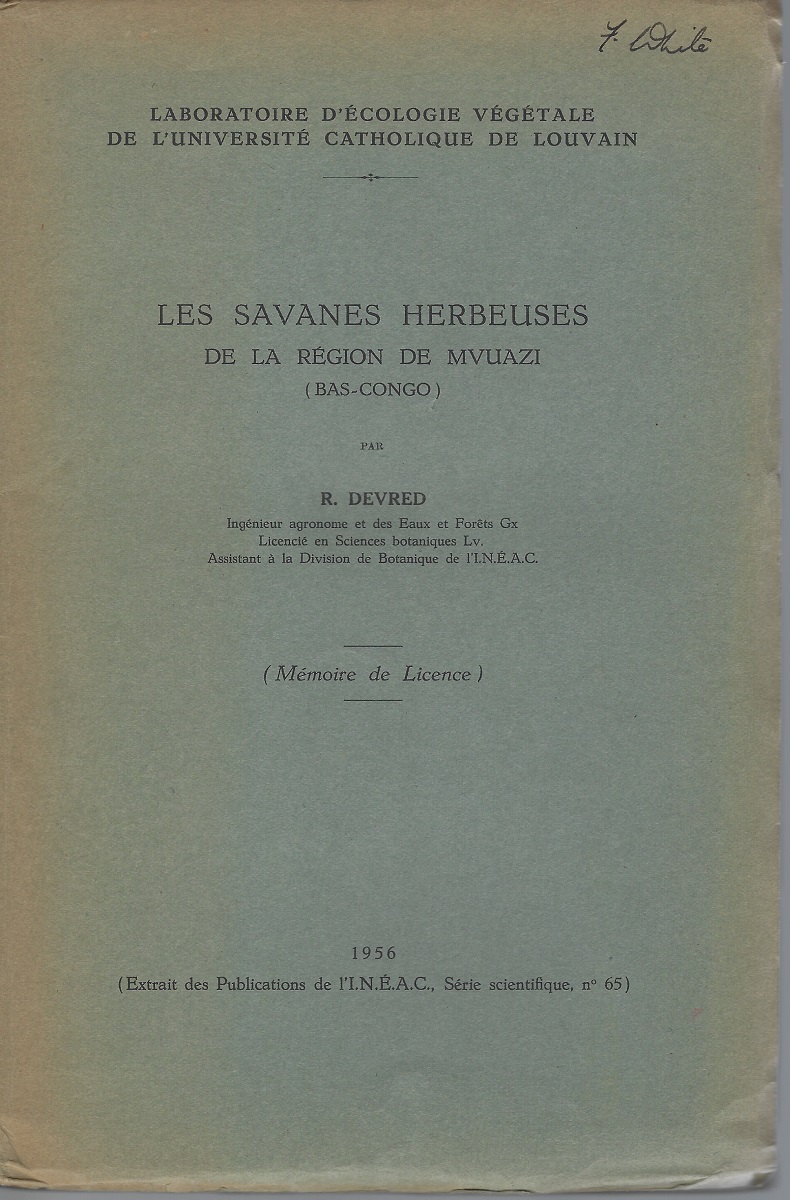 F. White
LABORATOIRE D'ÉCOLOGIE VÉGÉTALE
DE L'UNIVERSITÉ CATHOLIQUE DE LOUVAIN
LES SAVANES HERBEUSES
DE LA RÉGION DE MVUAZI
(BAS-CONGO)
PAR
R. DEVRED
Ingénieur agronome et des Eaux et Forêts Gx
Licencié en Sciences botaniques Lv.
Assistant à la Division de Botanique de l'I.N.É.A.C.
(Mémoire de Licence)
1956
(Extrait des Publications de l'I.N.É.A.C., Série scientifique, nº 65)